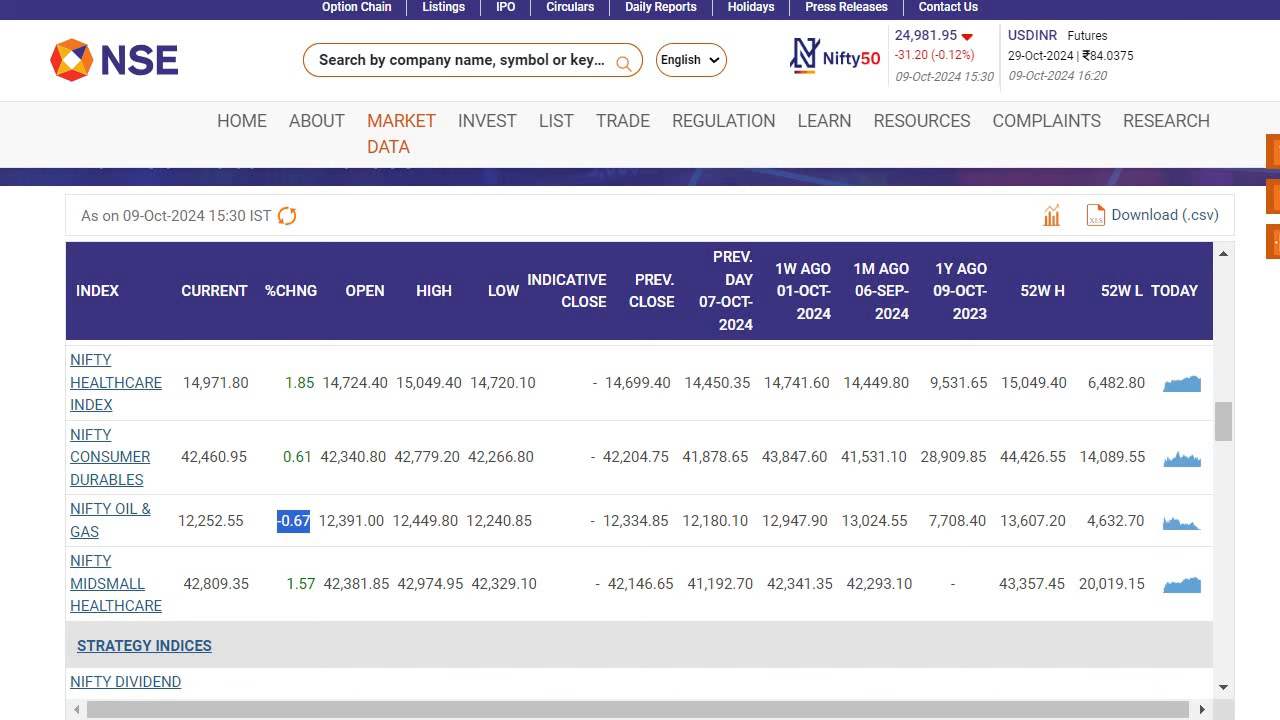 Option Chain Listings IPO Circulars Daily Reports Holidays Press Releases Contact Us
NSE
Search by company name, symbol or key...
English
Nifty50
24,981.95
-31.20 (-0.12%)
09-Oct-2024 15:30
USDINR Futures
29-Oct-2024 | ₹84.0375
09-Oct-2024 16:20
HOME ABOUT MARKET DATA INVEST LIST TRADE REGULATION LEARN RESOURCES COMPLAINTS RESEARCH
As on 09-Oct-2024 15:30 IST
XLS Download (.csv)
INDEX CURRENT %CHNG OPEN HIGH LOW INDICATIVE CLOSE PREV. CLOSE PREV. DAY 07-OCT-2024 1W AGO 01-OCT-2024 1M AGO 06-SEP-2024 1Y AGO 09-OCT-2023 52W H 52W L TODAY
NIFTY HEALTHCARE INDEX 14,971.80 1.85 14,724.40 15,049.40 14,720.10 - 14,699.40 14,450.35 14,741.60 14,449.80 9,531.65 15,049.40 6,482.80
NIFTY CONSUMER DURABLES 42,460.95 0.61 42,340.80 42,779.20 42,266.80 - 42,204.75 41,878.65 43,847.60 41,531.10 28,909.85 44,426.55 14,089.55
NIFTY OIL & GAS 12,252.55 -0.67 12,391.00 12,449.80 12,240.85 - 12,334.85 12,180.10 12,947.90 13,024.55 7,708.40 13,607.20 4,632.70
NIFTY MIDSMALL HEALTHCARE 42,809.35 1.57 42,381.85 42,974.95 42,329.10 - 42,146.65 41,192.70 42,341.35 42,293.10 - 43,357.45 20,019.15
STRATEGY INDICES
NIFTY DIVIDEND